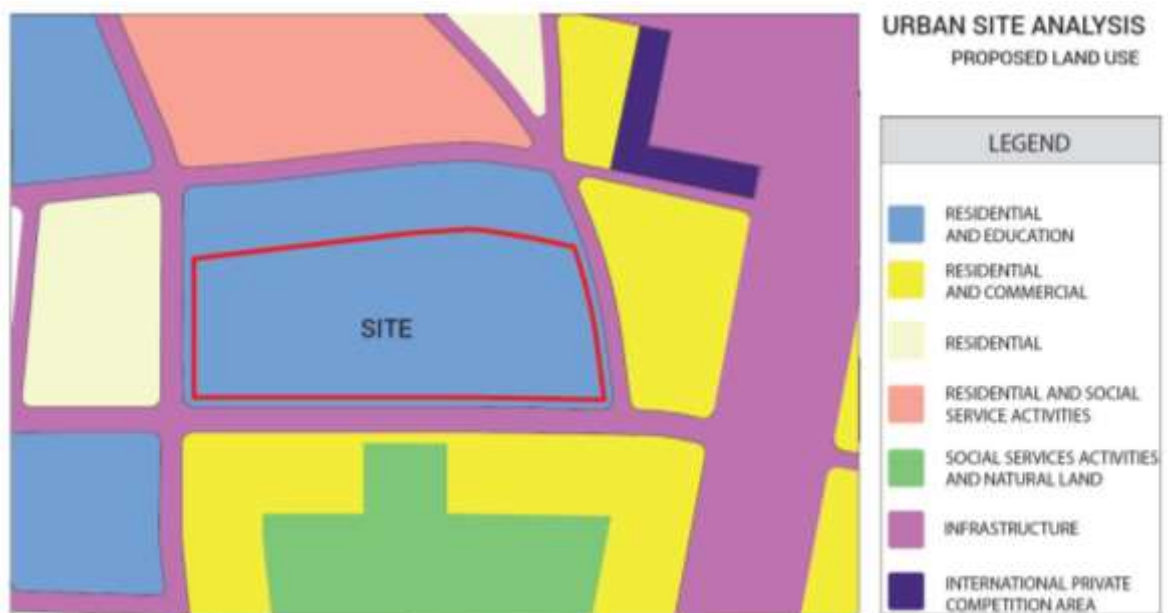 URBAN SITE ANALYSIS
PROPOSED LAND USE
LEGEND
RESIDENTIAL
AND EDUCATION
RESIDENTIAL
AND COMMERCIAL
RESIDENTIAL
RESIDENTIAL AND SOCIAL
SERVICE ACTIVITIES
SOCIAL SERVICES ACTIVITIES
AND NATURAL LAND
INFRASTRUCTURE
INTERNATIONAL PRIVATE
COMPETITION AREA
SITE